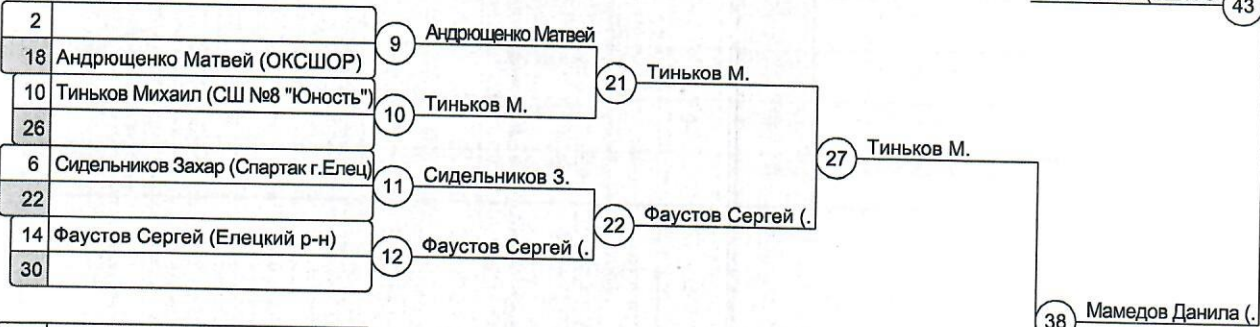 43
2
9 Андрющенко Матвей
18 Андрющенко Матвей (ОКСШОР)
21 Тиньков М.
10 Тиньков Михаил (СШ №8 "Юность")
10 Тиньков М.
26
27 Тиньков М.
6 Сидельников Захар (Спартак г.Елец)
11 Сидельников З.
22
22 Фаустов Сергей (.
14 Фаустов Сергей (Елецкий р-н)
12 Фаустов Сергей (.
30
38 Мамедов Данила (.